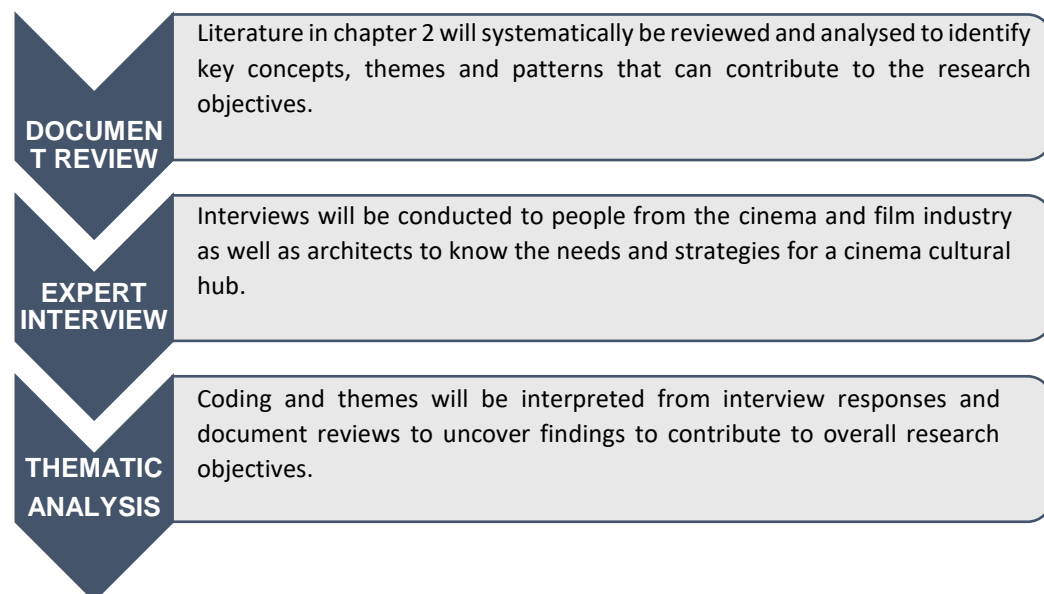 DOCUMEN
T REVIEW
Literature in chapter 2 will systematically be reviewed and analysed to identify
key concepts, themes and patterns that can contribute to the research
objectives.
EXPERT
INTERVIEW
Interviews will be conducted to people from the cinema and film industry
as well as architects to know the needs and strategies for a cinema cultural
hub.
THEMATIC
ANALYSIS
Coding and themes will be interpreted from interview responses and
document reviews to uncover findings to contribute to overall research
objectives.